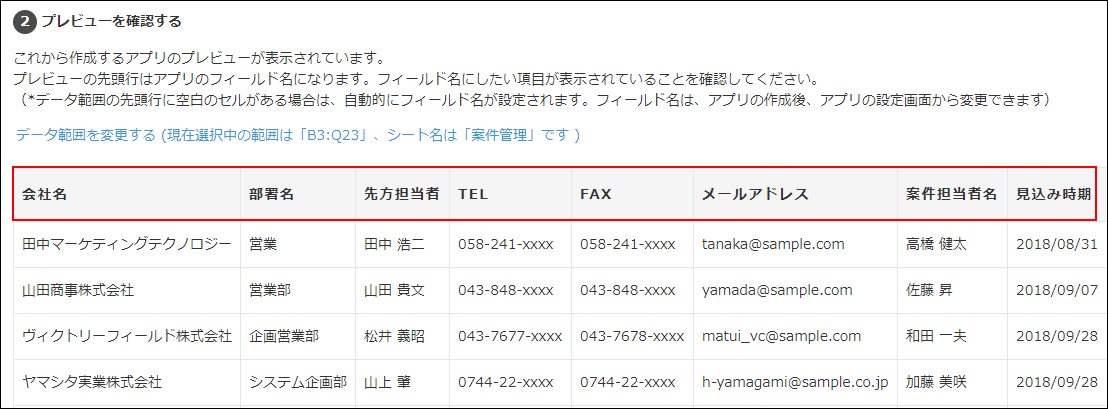 2 プレビューを確認する
これから作成するアプリのプレビューが表示されています。
プレビューの先頭行はアプリのフィールド名になります。フィールド名にしたい項目が表示されていることを確認してください。
(*データ範囲の先頭行に空白のセルがある場合は、自動的にフィールド名が設定されます。フィールド名は、アプリの作成後、アプリの設定画面から変更できます)
データ範囲を変更する (現在選択中の範囲は「B3:Q23」、シート名は「案件管理」です )
会社名 部署名 先方担当者 TEL FAX メールアドレス 案件担当者名 見込み時期
田中マーケティングテクノロジー 営業 田中 浩二 058-241-xxxx 058-241-xxxx tanaka@sample.com 高橋 健太 2018/08/31
山田商事株式会社 営業部 山田 貴文 043-848-xxxx 043-848-xxxx yamada@sample.com 佐藤 昇 2018/09/07
ヴィクトリーフィールド株式会社 企画営業部 松井 義昭 043-7677-xxxx 043-7678-xxxx matui_vc@sample.com 和田 一夫 2018/09/28
ヤマシタ実業株式会社 システム企画部 山上 肇 0744-22-xxxx 0744-22-xxxx h-yamagami@sample.co.jp 加藤 美咲 2018/09/28